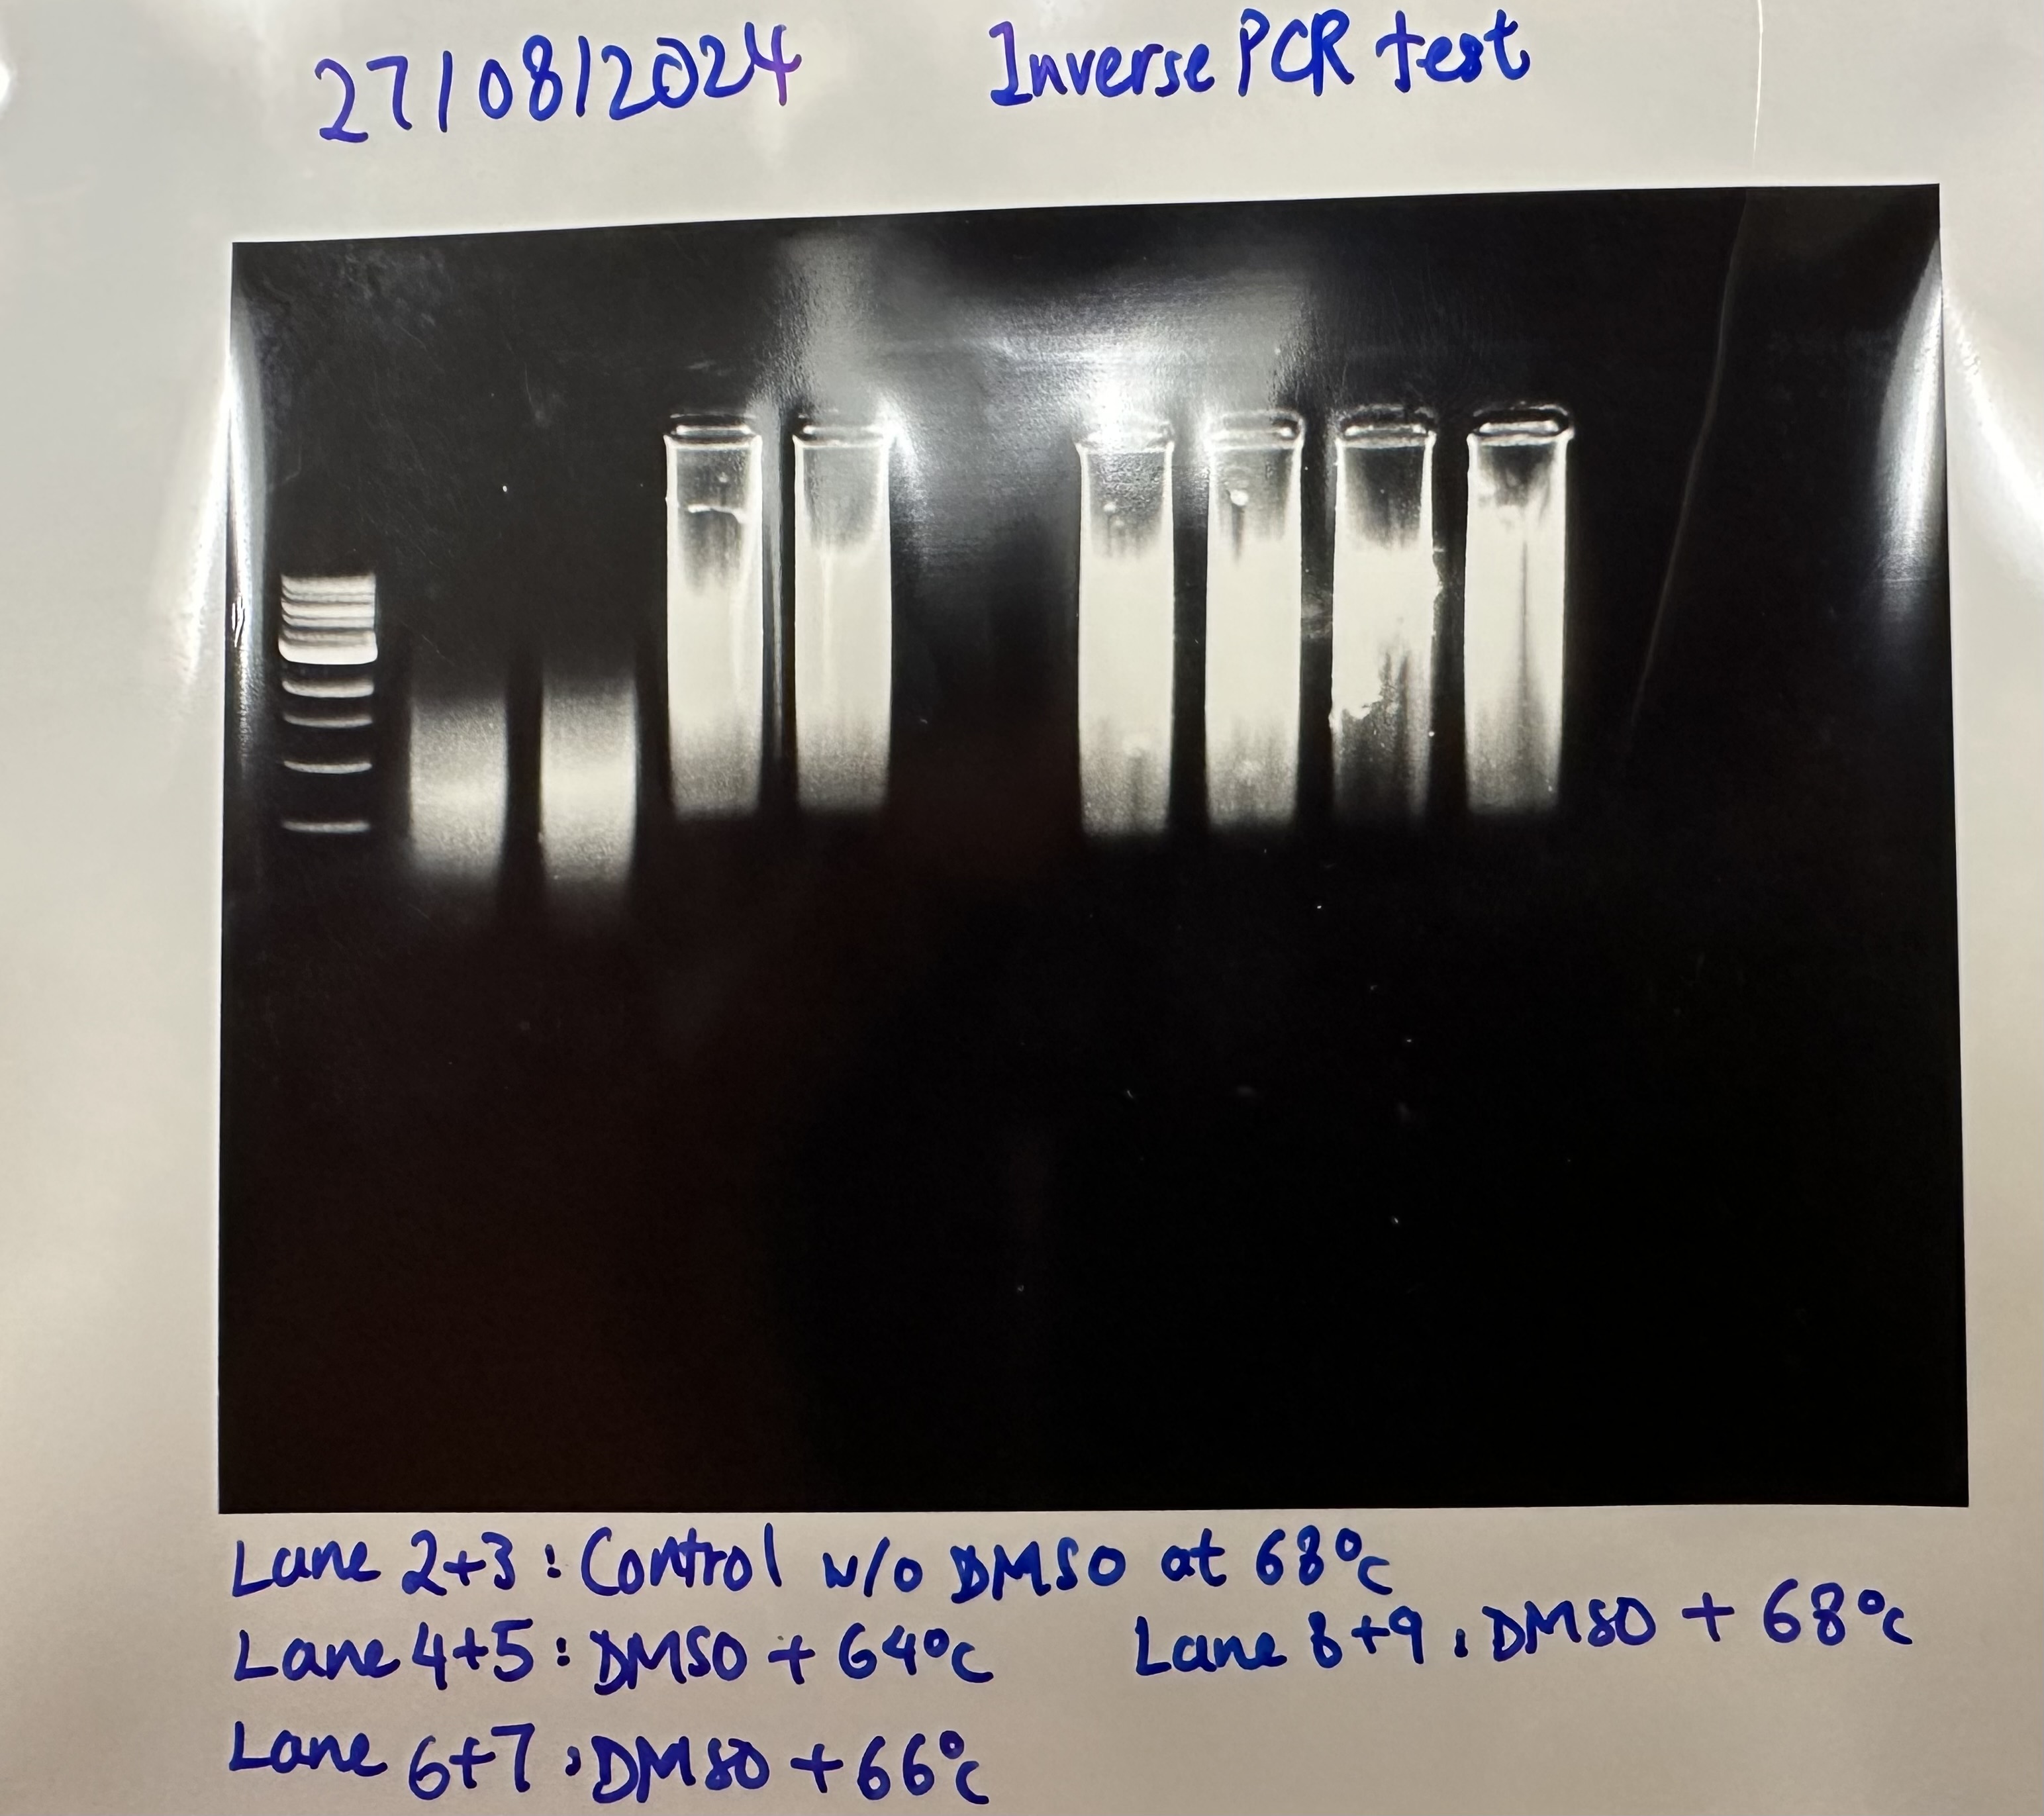 27/08/2024 Inverse PCR test
Lane 2+3: Control w/o DMSO at 68°C
Lane 4+5: DMSO + 64°C
Lane 8+9: DMSO + 68°C
Lane 6+7: DMSO + 66°C